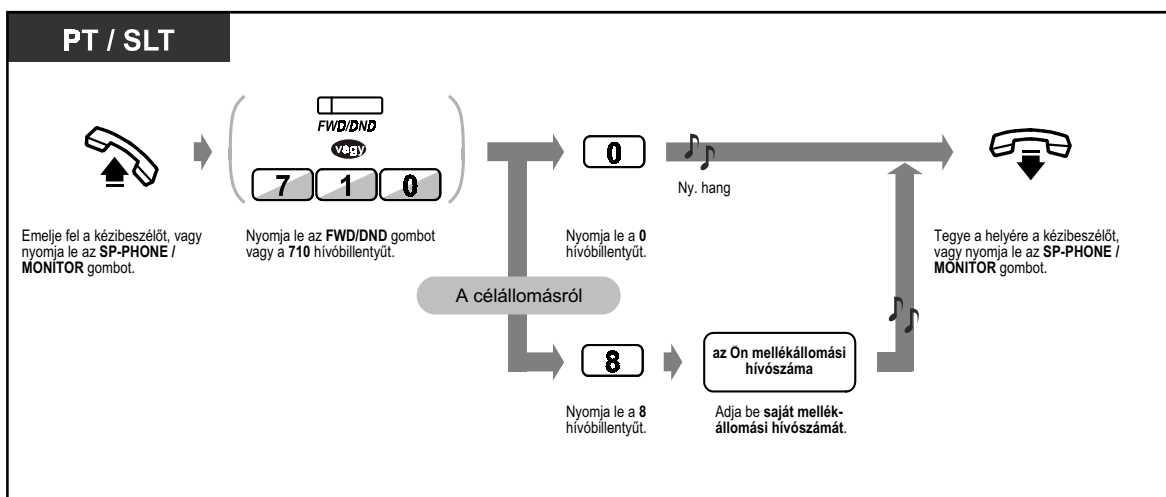 PT / SLT
FWD/DND
vagy
7 1 0
0
Ny. hang
Emelje fel a kézibeszélőt, vagy
nyomja le az SP-PHONE /
MONITOR gombot.
Nyomja le az FWD/DND gombot
vagy a 710 hívóbillentyűt.
Nyomja le a 0
hívóbillentyűt.
Tegye a helyére a kézibeszélőt,
vagy nyomja le az SP-PHONE /
MONITOR gombot.
A célállomásról
8
az Ön mellékállomási
hívószáma
Nyomja le a 8
hívóbillentyűt.
Adja be saját mellék-
állomási hívószámát.